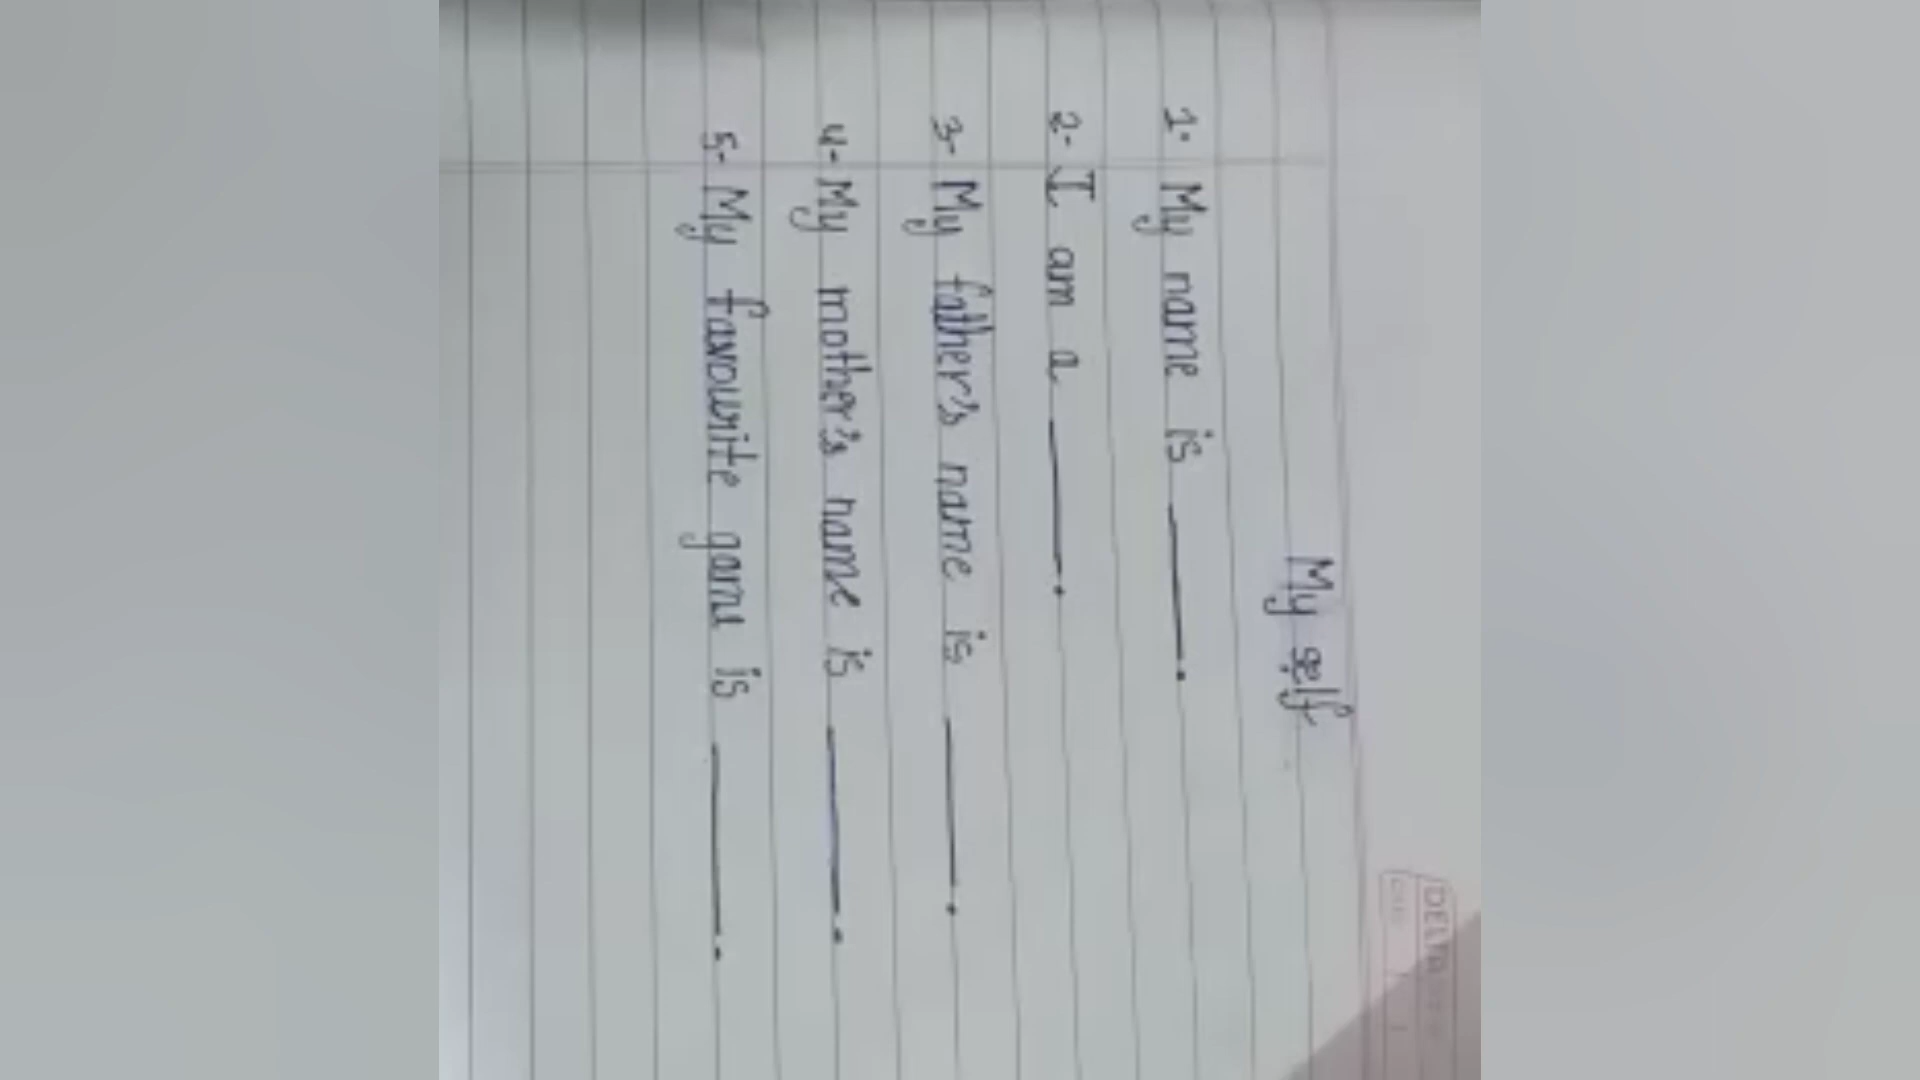 DELTA
My self
1. My name is ______.
2- I am a ______.
3- My father's name is ______.
4- My mother's name is ______.
5- My favourite game is ______.